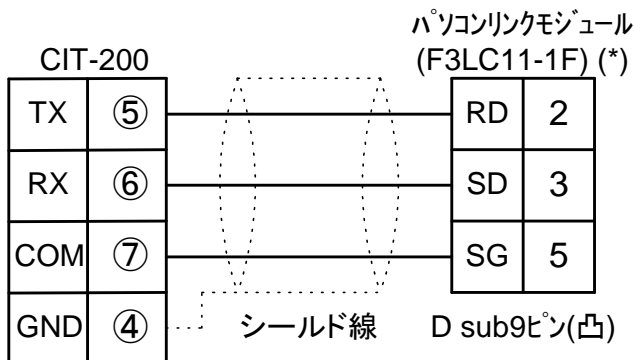 ﾊﾟｿｺﾝﾘﾝｸﾓｼﾞｭｰﾙ
CIT-200 (F3LC11-1F) (*)
TX ⑤ RD 2
RX ⑥ SD 3
COM ⑦ SG 5
GND ④ シールド線 D sub9ﾋﾟﾝ(凸)